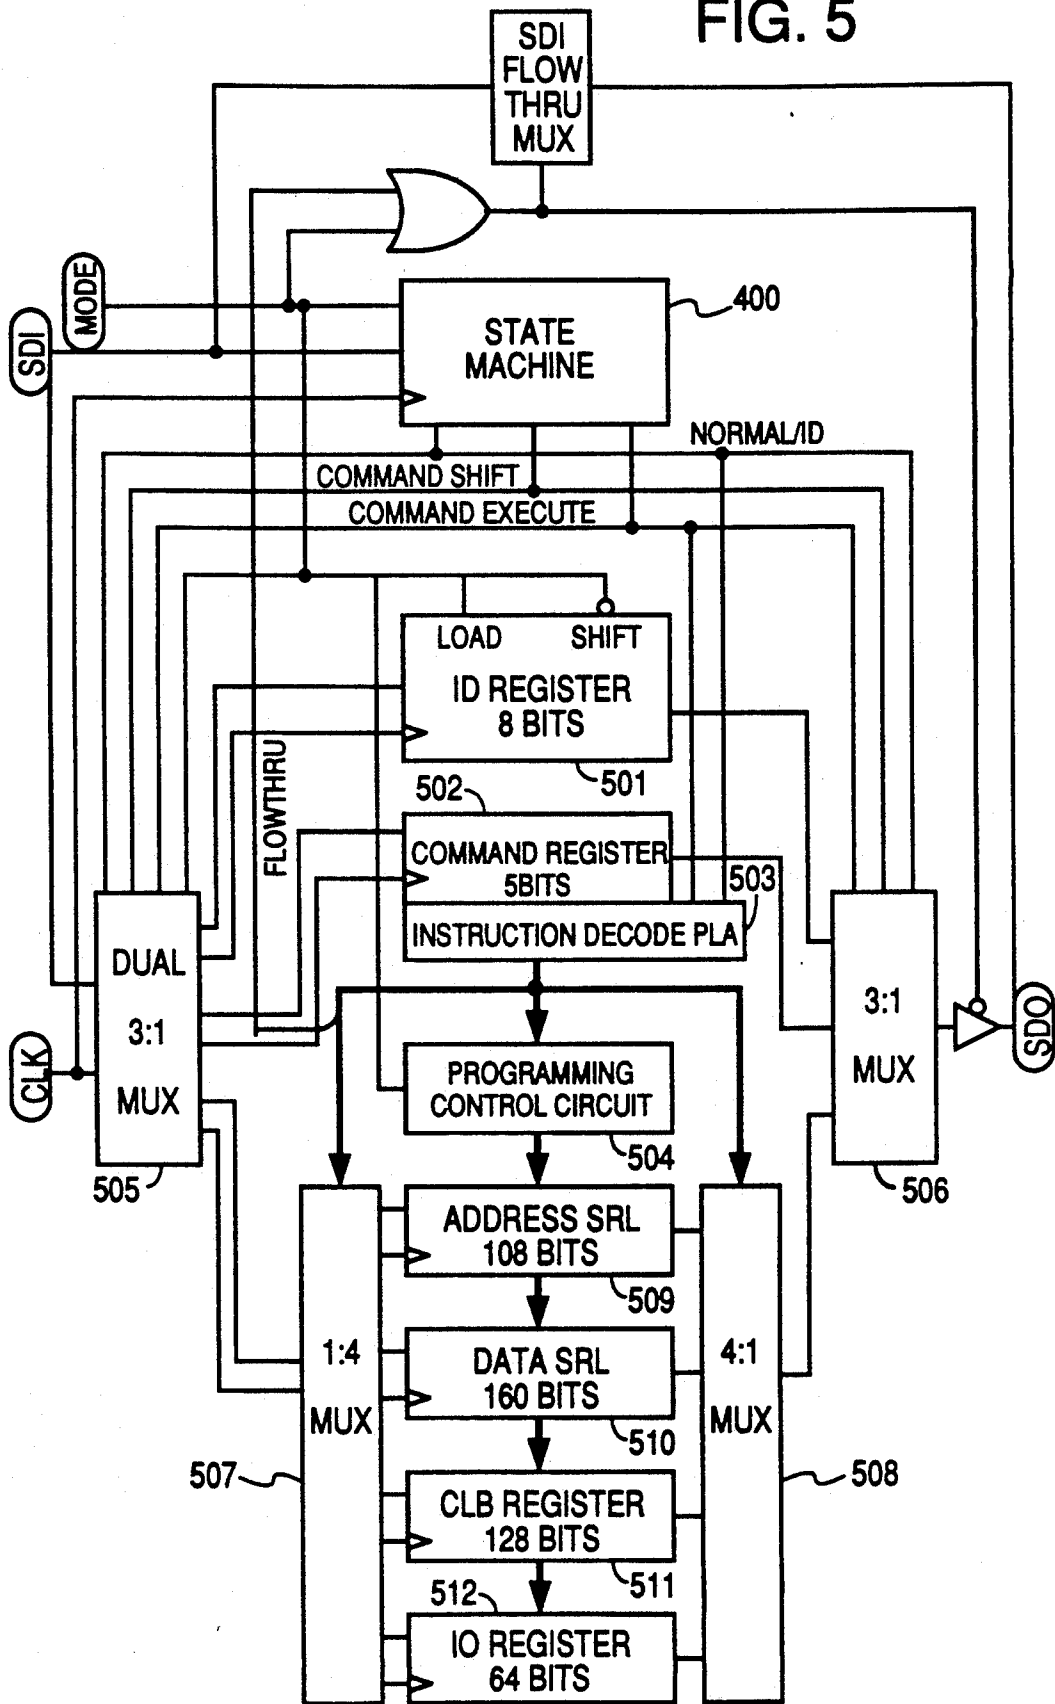 FIG. 5
SDI
FLOW
THRU
MUX
MODE
SDI
STATE
MACHINE
400
NORMAL/ID
COMMAND SHIFT
COMMAND EXECUTE
LOAD SHIFT
ID REGISTER
8 BITS
501
FLOWTHRU
502
COMMAND REGISTER
5BITS
503
INSTRUCTION DECODE PLA
DUAL
3:1
MUX
505
CLK
3:1
MUX
506
SDO
PROGRAMMING
CONTROL CIRCUIT
504
ADDRESS SRL
108 BITS
509
1:4
MUX
507
DATA SRL
160 BITS
510
4:1
MUX
508
CLB REGISTER
128 BITS
511
512
IO REGISTER
64 BITS